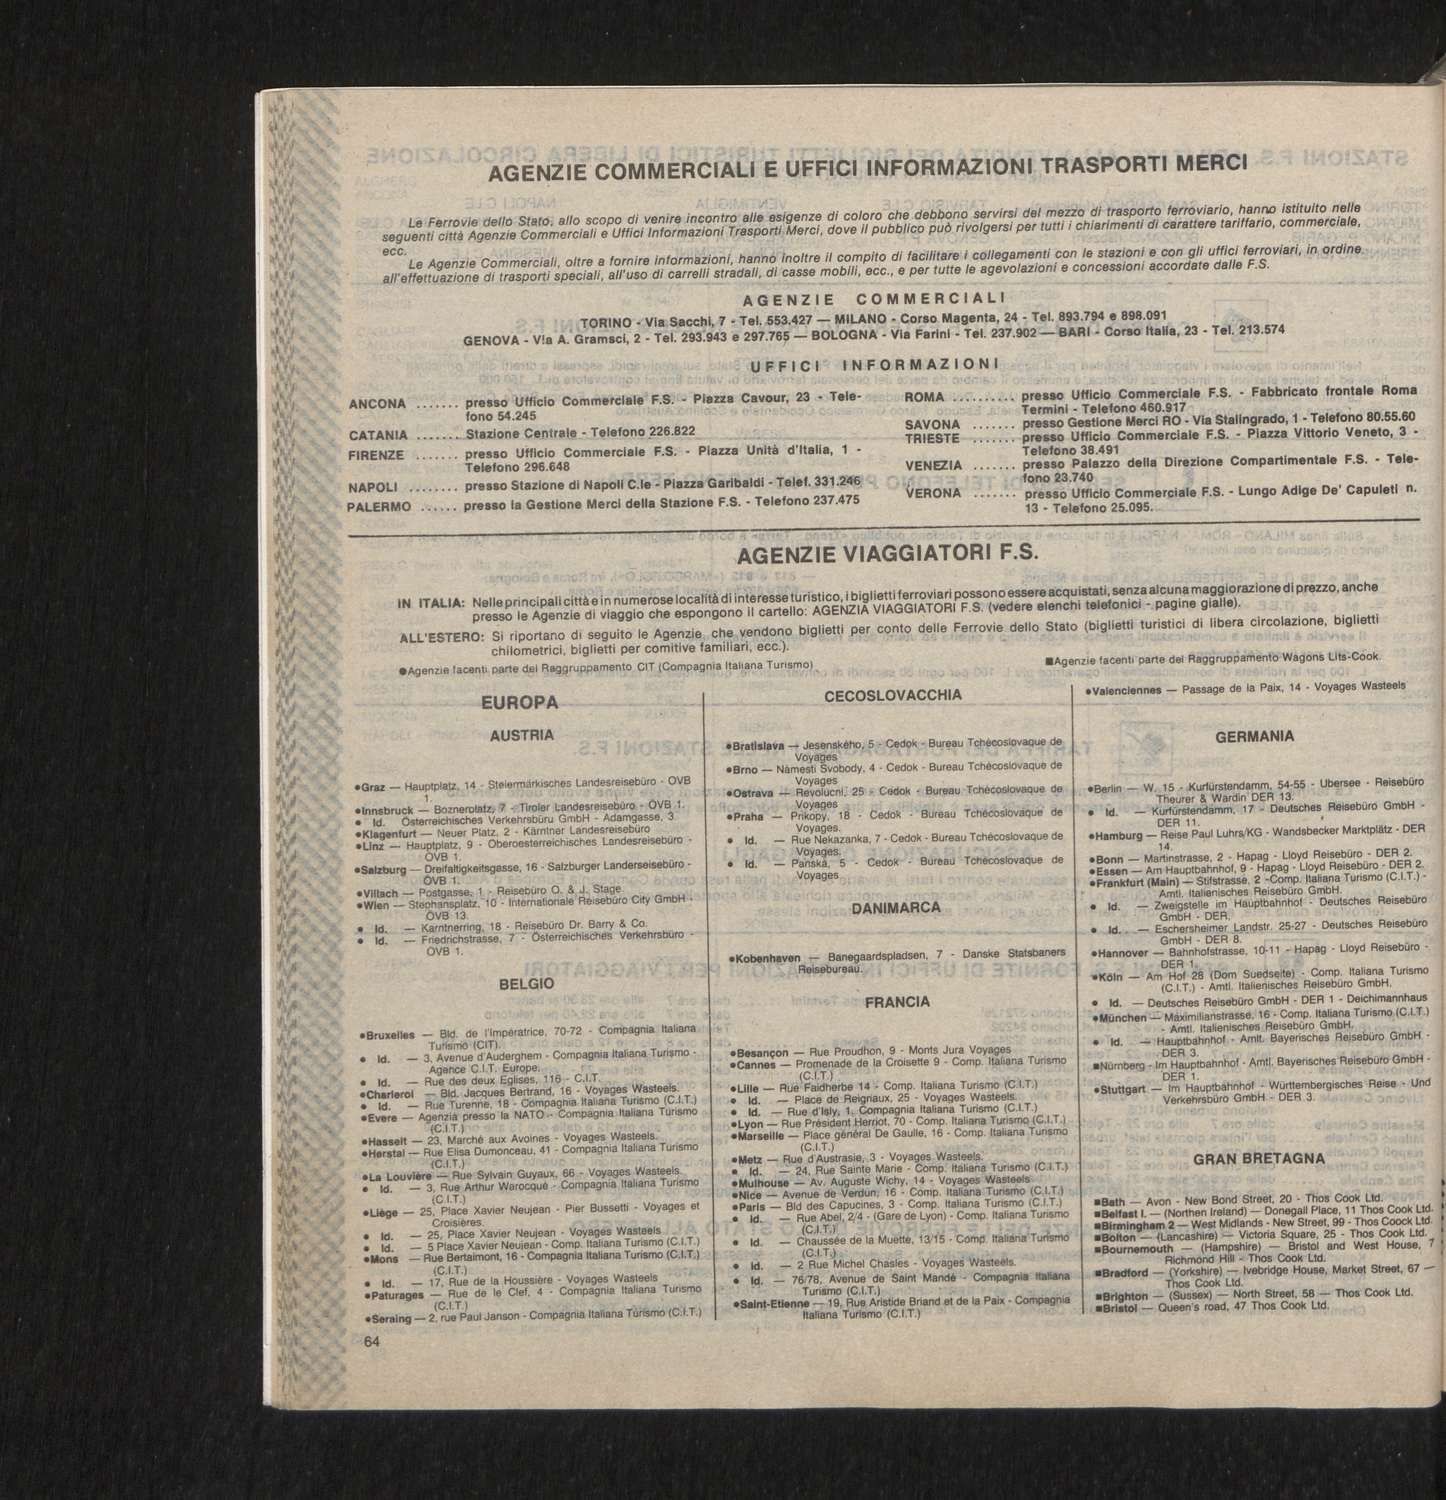 AGENZIE COMMERCIALI E UFFICI INFORMAZIONI TRASPORTI MERCI
Le Ferrovie dello Stato, allo scopo di venire incontro alle esigenze di coloro che debbono servirsi del mezzo di trasporto ferroviario, hanno istituito nelle
seguenti città Agenzie Commerciali e Uffici Informazioni Trasporti Merci, dove il pubblico può rivolgersi per tutti i chiarimenti di carattere tariffario, commerciale,
ecc.
Le Agenzie Commerciali, oltre a fornire informazioni, hanno inoltre il compito di facilitare i collegamenti con le stazioni e con gli uffici ferroviari, in ordine
all'effettuazione di trasporti speciali, all'uso di carrelli stradali, di casse mobili, ecc., e per tutte le agevolazioni e concessioni accordate dalle F.S.
AGENZIE COMMERCIALI
TORINO - Via Sacchi, 7 - Tel. 553.427 — MILANO - Corso Magenta, 24 - Tel. 893.794 e 898.091
GENOVA - Via A. Gramsci, 2 - Tel. 293.943 e 297.765 — BOLOGNA - Via Farini - Tel. 237.902 — BARI - Corso Italia, 23 - Tel. 213.574
UFFICI INFORMAZIONI
ANCONA ....... presso Ufficio Commerciale F.S. - Piazza Cavour, 23 - Tele-
fono 54.245
CATANIA ....... Stazione Centrale - Telefono 226.822
FIRENZE ....... presso Ufficio Commerciale F.S. - Piazza Unità d'Italia, 1 -
Telefono 296.648
NAPOLI ........ presso Stazione di Napoli C.le - Piazza Garibaldi - Telef. 331.246
PALERMO ...... presso la Gestione Merci della Stazione F.S. - Telefono 237.475
ROMA .......... presso Ufficio Commerciale F.S. - Fabbricato frontale Roma
Termini - Telefono 460.917
SAVONA ....... presso Gestione Merci RO - Via Stalingrado, 1 - Telefono 80.55.60
TRIESTE ....... presso Ufficio Commerciale F.S. - Piazza Vittorio Veneto, 3 -
Telefono 38.491
VENEZIA ....... presso Palazzo della Direzione Compartimentale F.S. - Tele-
fono 23.740
VERONA ....... presso Ufficio Commerciale F.S. - Lungo Adige De' Capuleti n.
13 - Telefono 25.095.
AGENZIE VIAGGIATORI F.S.
IN ITALIA: Nelle principali città e in numerose località di interesse turistico, i biglietti ferroviari possono essere acquistati, senza alcuna maggiorazione di prezzo, anche
presso le Agenzie di viaggio che espongono il cartello: AGENZIA VIAGGIATORI F.S. (vedere elenchi telefonici - pagine gialle).
ALL'ESTERO: Si riportano di seguito le Agenzie, che vendono biglietti per conto delle Ferrovie dello Stato (biglietti turistici di libera circolazione, biglietti
chilometrici, biglietti per comitive familiari, ecc.).
●Agenzie facenti parte del Raggruppamento CIT (Compagnia Italiana Turismo)
■Agenzie facenti parte del Raggruppamento Wagons Lits-Cook.
EUROPA
AUSTRIA
●Graz — Hauptplatz, 14 - Steiermärkisches Landesreisebüro - OVB
1.
●Innsbruck — Boznerplatz, 7 - Tiroler Landesreisebüro - ÖVB 1.
● Id. Österreichisches Verkehrsbüru GmbH - Adamgasse, 3
●Klagenfurt — Neuer Platz, 2 - Kärntner Landesreisebüro
●Linz — Hauptplatz, 9 - Oberoesterreichisches Landesreisebüro -
ÖVB 1.
●Salzburg — Dreifaltigkeitsgasse, 16 - Salzburger Landerseisebüro -
ÖVB 1.
●Villach — Postgasse, 1 - Reisebüro O. & J. Stage.
●Wien — Stephansplatz, 10 - Internationale Reisebüro City GmbH -
ÖVB 13.
● Id. — Karntnerring, 18 - Reisebüro Dr. Barry & Co.
● Id. — Friedrichstrasse, 7 - Österreichisches Verkehrsbüro -
ÖVB 1.
BELGIO
●Bruxelles — Bld. de l'Impératrice, 70-72 - Compagnia Italiana
Turismo (CIT).
● Id. — 3, Avenue d'Auderghem - Compagnia Italiana Turismo -
Agence C.I.T. Europe.
● Id. — Rue des deux Eglises, 116 - C.I.T.
●Charleroi — Bld. Jacques Bertrand, 16 - Voyages Wasteels.
● Id. — Rue Turenne, 18 - Compagnia Italiana Turismo (C.I.T.)
●Evere — Agenzia presso la NATO - Compagnia Italiana Turismo
(C.I.T.)
●Hasselt — 23, Marché aux Avoines - Voyages Wasteels.
●Herstal — Rue Elisa Dumonceau, 41 - Compagnia Italiana Turismo
(C.I.T.)
●La Louvière — Rue Sylvain Guyaux, 66 - Voyages Wasteels.
● Id. — 3, Rue Arthur Warocqué - Compagnia Italiana Turismo
(C.I.T.)
●Liège — 25, Place Xavier Neujean - Pier Bussetti - Voyages et
Croisières.
● Id. — 25, Place Xavier Neujean - Voyages Wasteels
● Id. — 5 Place Xavier Neujean - Comp. Italiana Turismo (C.I.T.)
●Mons — Rue Bertaimont, 16 - Compagnia Italiana Turismo (C.I.T.)
(C.I.T.)
● Id. — 17, Rue de la Houssière - Voyages Wasteels
●Paturages — Rue de le Clef, 4 - Compagnia Italiana Turismo
(C.I.T.)
●Seraing — 2, rue Paul Janson - Compagnia Italiana Túrismo (C.I.T.)
CECOSLOVACCHIA
●Bratislava — Jesenského, 5 - Cedok - Bureau Tchécoslovaque de
Voyages
●Brno — Námesti Svobody, 4 - Cedok - Bureau Tchécoslovaque de
Voyages
●Ostrava — Revolucni, 25 - Cedok - Bureau Tchécoslovaque de
Voyages
●Praha — Prikopy, 18 - Cedok - Bureau Tchécoslovaque de
Voyages.
● Id. — Rue Nekazanka, 7 - Cedok - Bureau Tchécoslovaque de
Voyages.
● Id. — Panská, 5 - Cedok - Bureau Tchécoslovaque de
Voyages
DANIMARCA
●Kobenhaven — Banegaardspladsen, 7 - Danske Statsbaners
Reisebureau.
FRANCIA
●Besançon — Rue Proudhon, 9 - Monts Jura Voyages
●Cannes — Promenade de la Croisette 9 - Comp. Italiana Turismo
(C.I.T.)
●Lille — Rue Faidherbe 14 - Comp. Italiana Turismo (C.I.T.)
● Id. — Place de Reignaux, 25 - Voyages Wasteels.
● Id. — Rue d'Isly, 1, Compagnia Italiana Turismo (C.I.T.)
●Lyon — Rue Président Herriot, 70 - Comp. Italiana Turismo (C.I.T.)
●Marseille — Place général De Gaulle, 16 - Comp. Italiana Turismo
(C.I.T.)
●Metz — Rue d'Austrasie, 3 - Voyages Wasteels.
● Id. — 24, Rue Sainte Marie - Comp. Italiana Turismo (C.I.T.)
●Mulhouse — Av. Auguste Wichy, 14 - Voyages Wasteels
●Nice — Avenue de Verdun, 16 - Comp. Italiana Turismo (C.I.T.)
●Paris — Bld des Capucines, 3 - Comp. Italiana Turismo (C.I.T.)
● Id. — Rue Abel, 2/4 - (Gare de Lyon) - Comp. Italiana Turismo
(C.I.T.)
● Id. — Chaussée de la Muette, 13/15 - Comp. Italiana Turismo
(C.I.T.)
● Id. — 2 Rue Michel Chasles - Voyages Wasteels.
● Id. — 76/78, Avenue de Saint Mandé - Compagnia Italiana
Turismo (C.I.T.)
●Saint-Etienne — 19, Rue Aristide Briand et de la Paix - Compagnia
Italiana Turismo (C.I.T.)
●Valenciennes — Passage de la Paix, 14 - Voyages Wasteels
GERMANIA
●Berlin — W. 15 - Kurfürstendamm, 54-55 - Ubersee - Reisebüro
Theurer & Wardin DER 13.
● Id. — Kurfürstendamm, 17 - Deutsches Reisebüro GmbH -
DER 11.
●Hamburg — Reise Paul Luhrs/KG - Wandsbecker Marktplätz - DER
14.
●Bonn — Martinstrasse, 2 - Hapag - Lloyd Reisebüro - DER 2.
●Essen — Am Hauptbahnhof, 9 - Hapag - Lloyd Reisebüro - DER 2.
●Frankfurt (Main) — Stifstrasse, 2 -Comp. Italiana Turismo (C.I.T.) -
Amtl. Italienisches Reisebüro GmbH.
● Id. — Zweigstelle im Hauptbahnhof - Deutsches Reisebüro
GmbH - DER.
● Id. — Eschersheimer Landstr. 25-27 - Deutsches Reisebüro
GmbH - DER 8.
●Hannover — Bahnhofstrasse, 10-11 - Hapag - Lloyd Reisebüro -
DER 1.
●Köln — Am Hof 28 (Dom Suedseite) - Comp. Italiana Turismo
(C.I.T.) - Amtl. Italienisches Reisebüro GmbH.
● Id. — Deutsches Reisebüro GmbH - DER 1 - Deichimannhaus
●München — Maximilianstrasse, 16 - Comp. Italiana Turismo (C.I.T.)
- Amtl. Italienisches Reisebüro GmbH.
● Id. — Hauptbahnhof - Amlt. Bayerisches Reisebüro GmbH -
DER 3.
■Nürnberg - Im Hauptbahnhof - Amtl. Bayerisches Reisebüro GmbH -
DER 1.
●Stuttgart — Im Hauptbahnhof - Württembergisches Reise - Und
Verkehrsbüro GmbH - DER 3.
GRAN BRETAGNA
■Bath — Avon - New Bond Street, 20 - Thos Cook Ltd.
■Belfast I. — (Northen Ireland) — Donegall Place, 11 Thos Coock Ltd.
■Birmingham 2 — West Midlands - New Street, 99 - Thos Coock Ltd.
■Bolton — (Lancashire) — Victoria Square, 25 - Thos Cook Ltd.
■Bournemouth — (Hampshire) — Bristol and West House, 7
Richmond Hill - Thos Cook Ltd.
■Bradford — (Yorkshire) — Ivebridge House, Market Street, 67 —
Thos Cook Ltd.
■Brighton — (Sussex) — North Street, 58 — Thos Cook Ltd.
■Bristol — Queen's road, 47 Thos Cook Ltd.
64